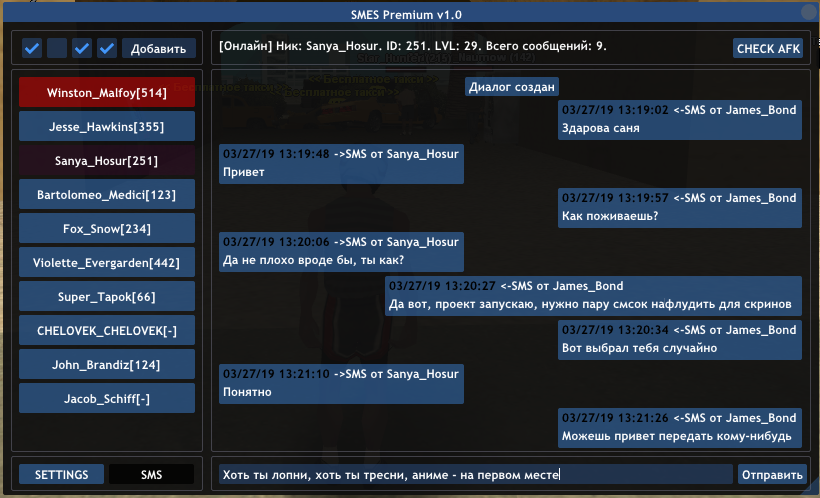 SMES Premium v1.0
Добавить
[Онлайн] Ник: Sanya_Hosur. ID: 251. LVL: 29. Всего сообщений: 9.
CHECK AFK
Winston_Malfoy[514]
Jesse_Hawkins[355]
Sanya_Hosur[251]
Bartolomeo_Medici[123]
Fox_Snow[234]
Violette_Evergarden[442]
Super_Tapok[66]
CHELOVEK_CHELOVEK[-]
John_Brandiz[124]
Jacob_Schiff[-]
SETTINGS
SMS
Диалог создан
03/27/19 13:19:02 <-SMS от James_Bond
Здарова саня
03/27/19 13:19:48 ->SMS от Sanya_Hosur
Привет
03/27/19 13:19:57 <-SMS от James_Bond
Как поживаешь?
03/27/19 13:20:06 ->SMS от Sanya_Hosur
Да не плохо вроде бы, ты как?
03/27/19 13:20:27 <-SMS от James_Bond
Да вот, проект запускаю, нужно пару смсок нафлудить для скринов
03/27/19 13:20:34 <-SMS от James_Bond
Вот выбрал тебя случайно
03/27/19 13:21:10 ->SMS от Sanya_Hosur
Понятно
03/27/19 13:21:26 <-SMS от James_Bond
Можешь привет передать кому-нибудь
Хоть ты лопни, хоть ты тресни, аниме - на первом месте
Отправить